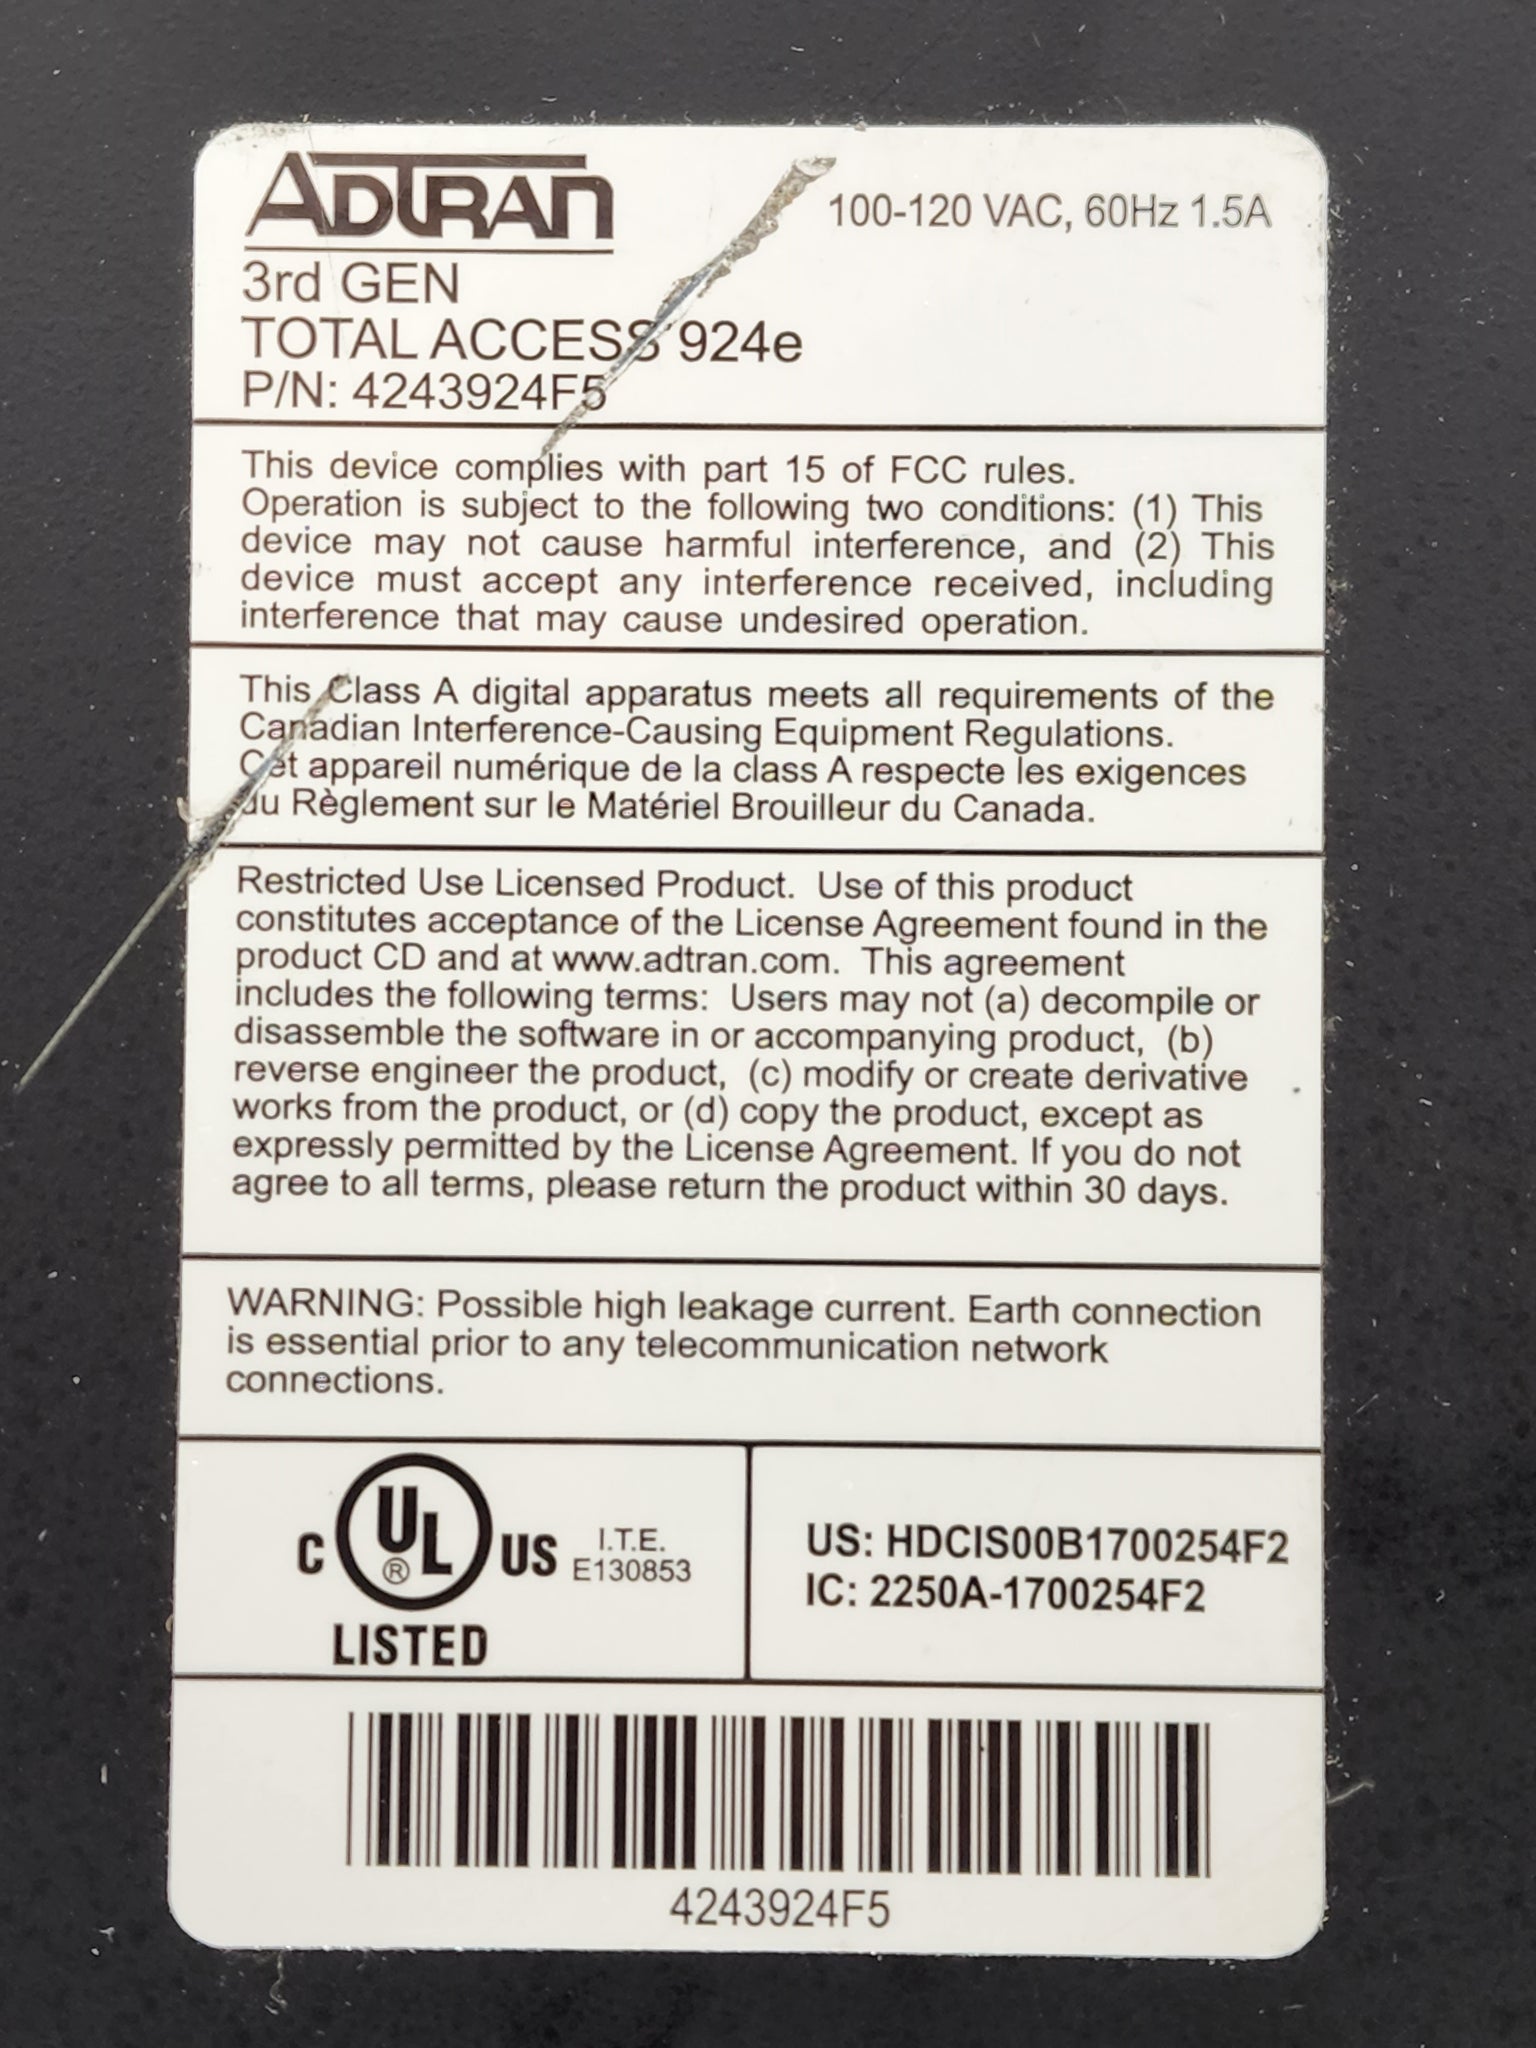 ADTRAN
100-120 VAC, 60Hz 1.5A
3rd GEN
TOTAL ACCESS 924e
P/N: 4243924F5
This device complies with part 15 of FCC rules.
Operation is subject to the following two conditions: (1) This
device may not cause harmful interference, and (2) This
device must accept any interference received, including
interference that may cause undesired operation.
This Class A digital apparatus meets all requirements of the
Canadian Interference-Causing Equipment Regulations.
Cet appareil numérique de la class A respecte les exigences
du Règlement sur le Matériel Brouilleur du Canada.
Restricted Use Licensed Product. Use of this product
constitutes acceptance of the License Agreement found in the
product CD and at www.adtran.com. This agreement
includes the following terms: Users may not (a) decompile or
disassemble the software in or accompanying product, (b)
reverse engineer the product, (c) modify or create derivative
works from the product, or (d) copy the product, except as
expressly permitted by the License Agreement. If you do not
agree to all terms, please return the product within 30 days.
WARNING: Possible high leakage current. Earth connection
is essential prior to any telecommunication network
connections.
C UL® US
LISTED
I.T.E.
E130853
US: HDCIS00B1700254F2
IC: 2250A-1700254F2
4243924F5